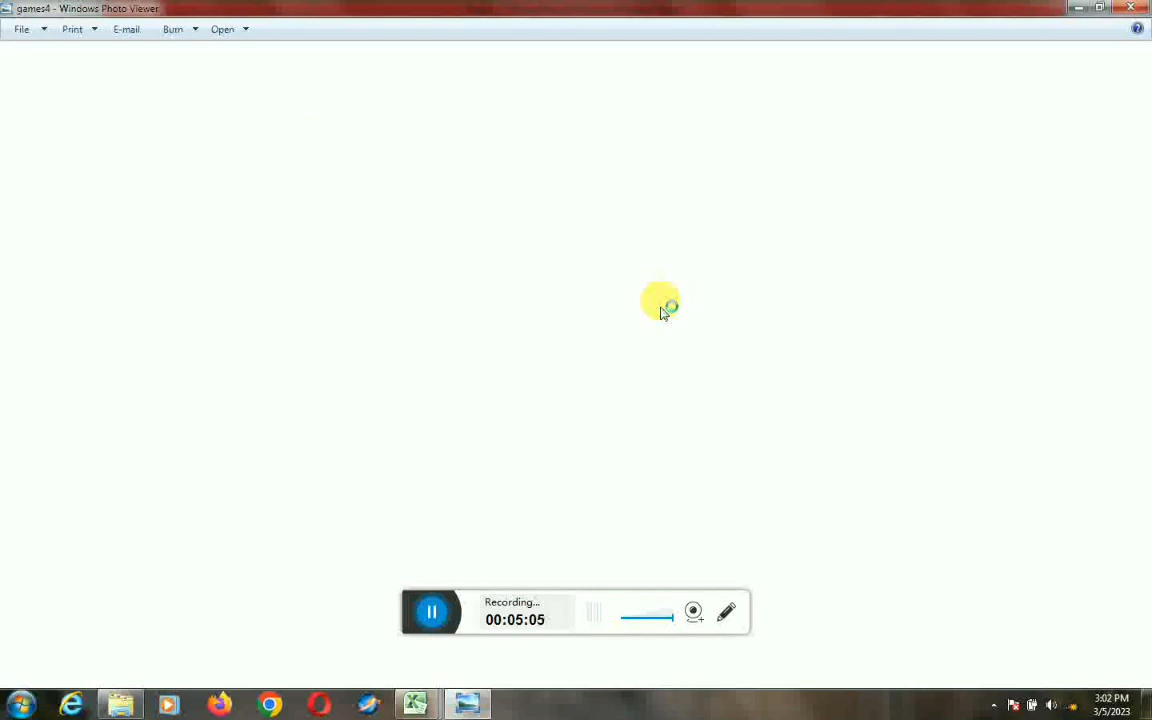 games4 - Windows Photo Viewer
File Print E-mail Burn Open
Recording...
00:05:05
3:02 PM
3/5/2023